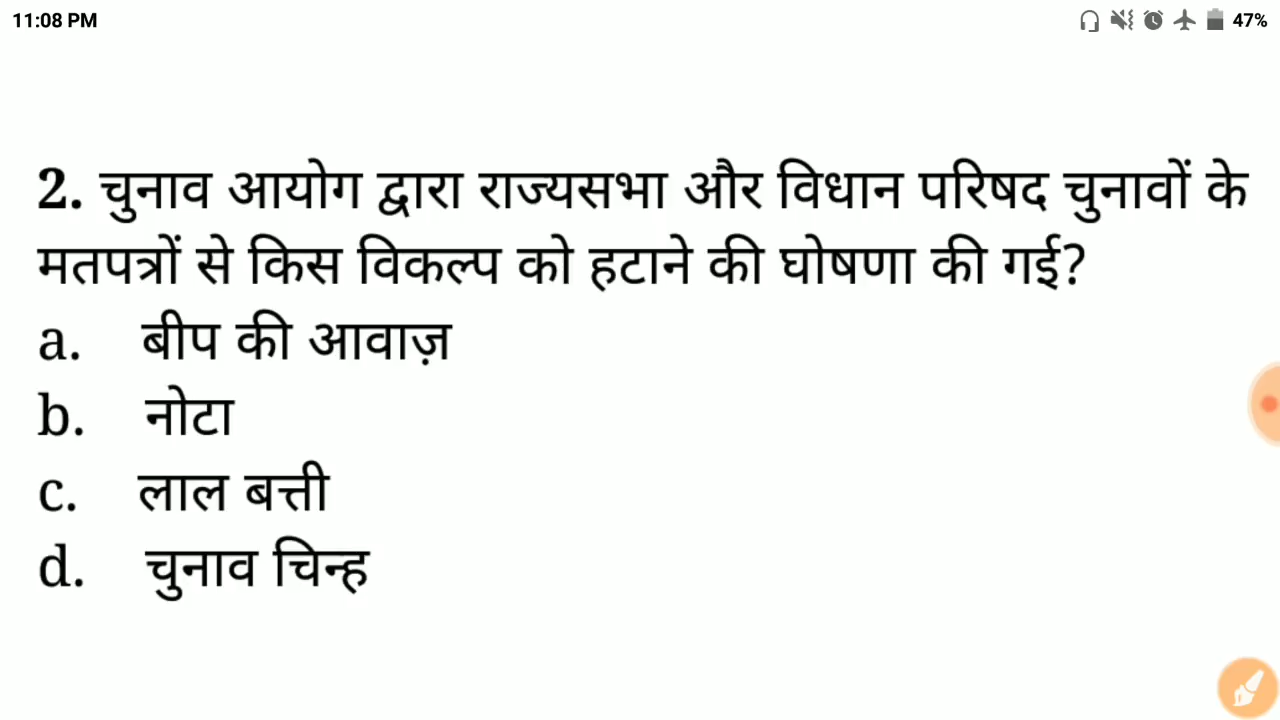 11:08 PM 47%
2. चुनाव आयोग द्वारा राज्यसभा और विधान परिषद चुनावों के
मतपत्रों से किस विकल्प को हटाने की घोषणा की गई?
a. बीप की आवाज़
b. नोटा
c. लाल बत्ती
d. चुनाव चिन्ह